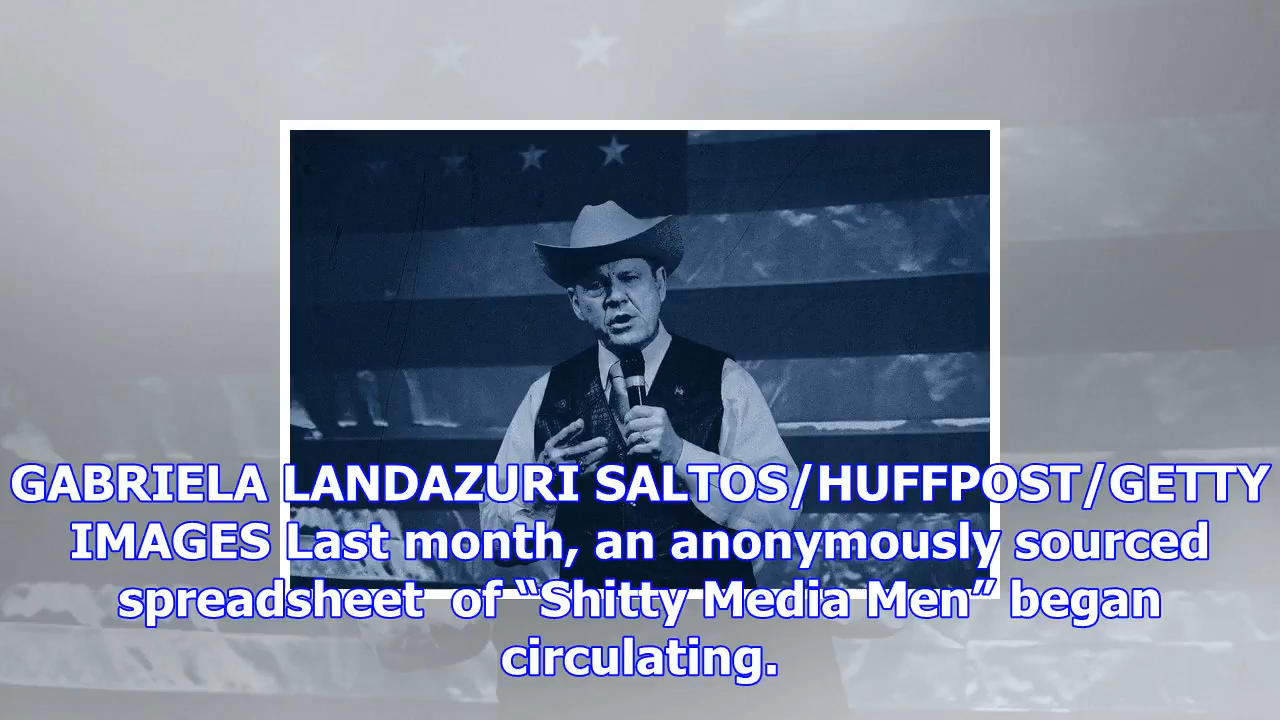 GABRIELA LANDAZURI SALTOS/HUFFPOST/GETTY
IMAGES Last month, an anonymously sourced
spreadsheet  of “Shitty Media Men” began
circulating.